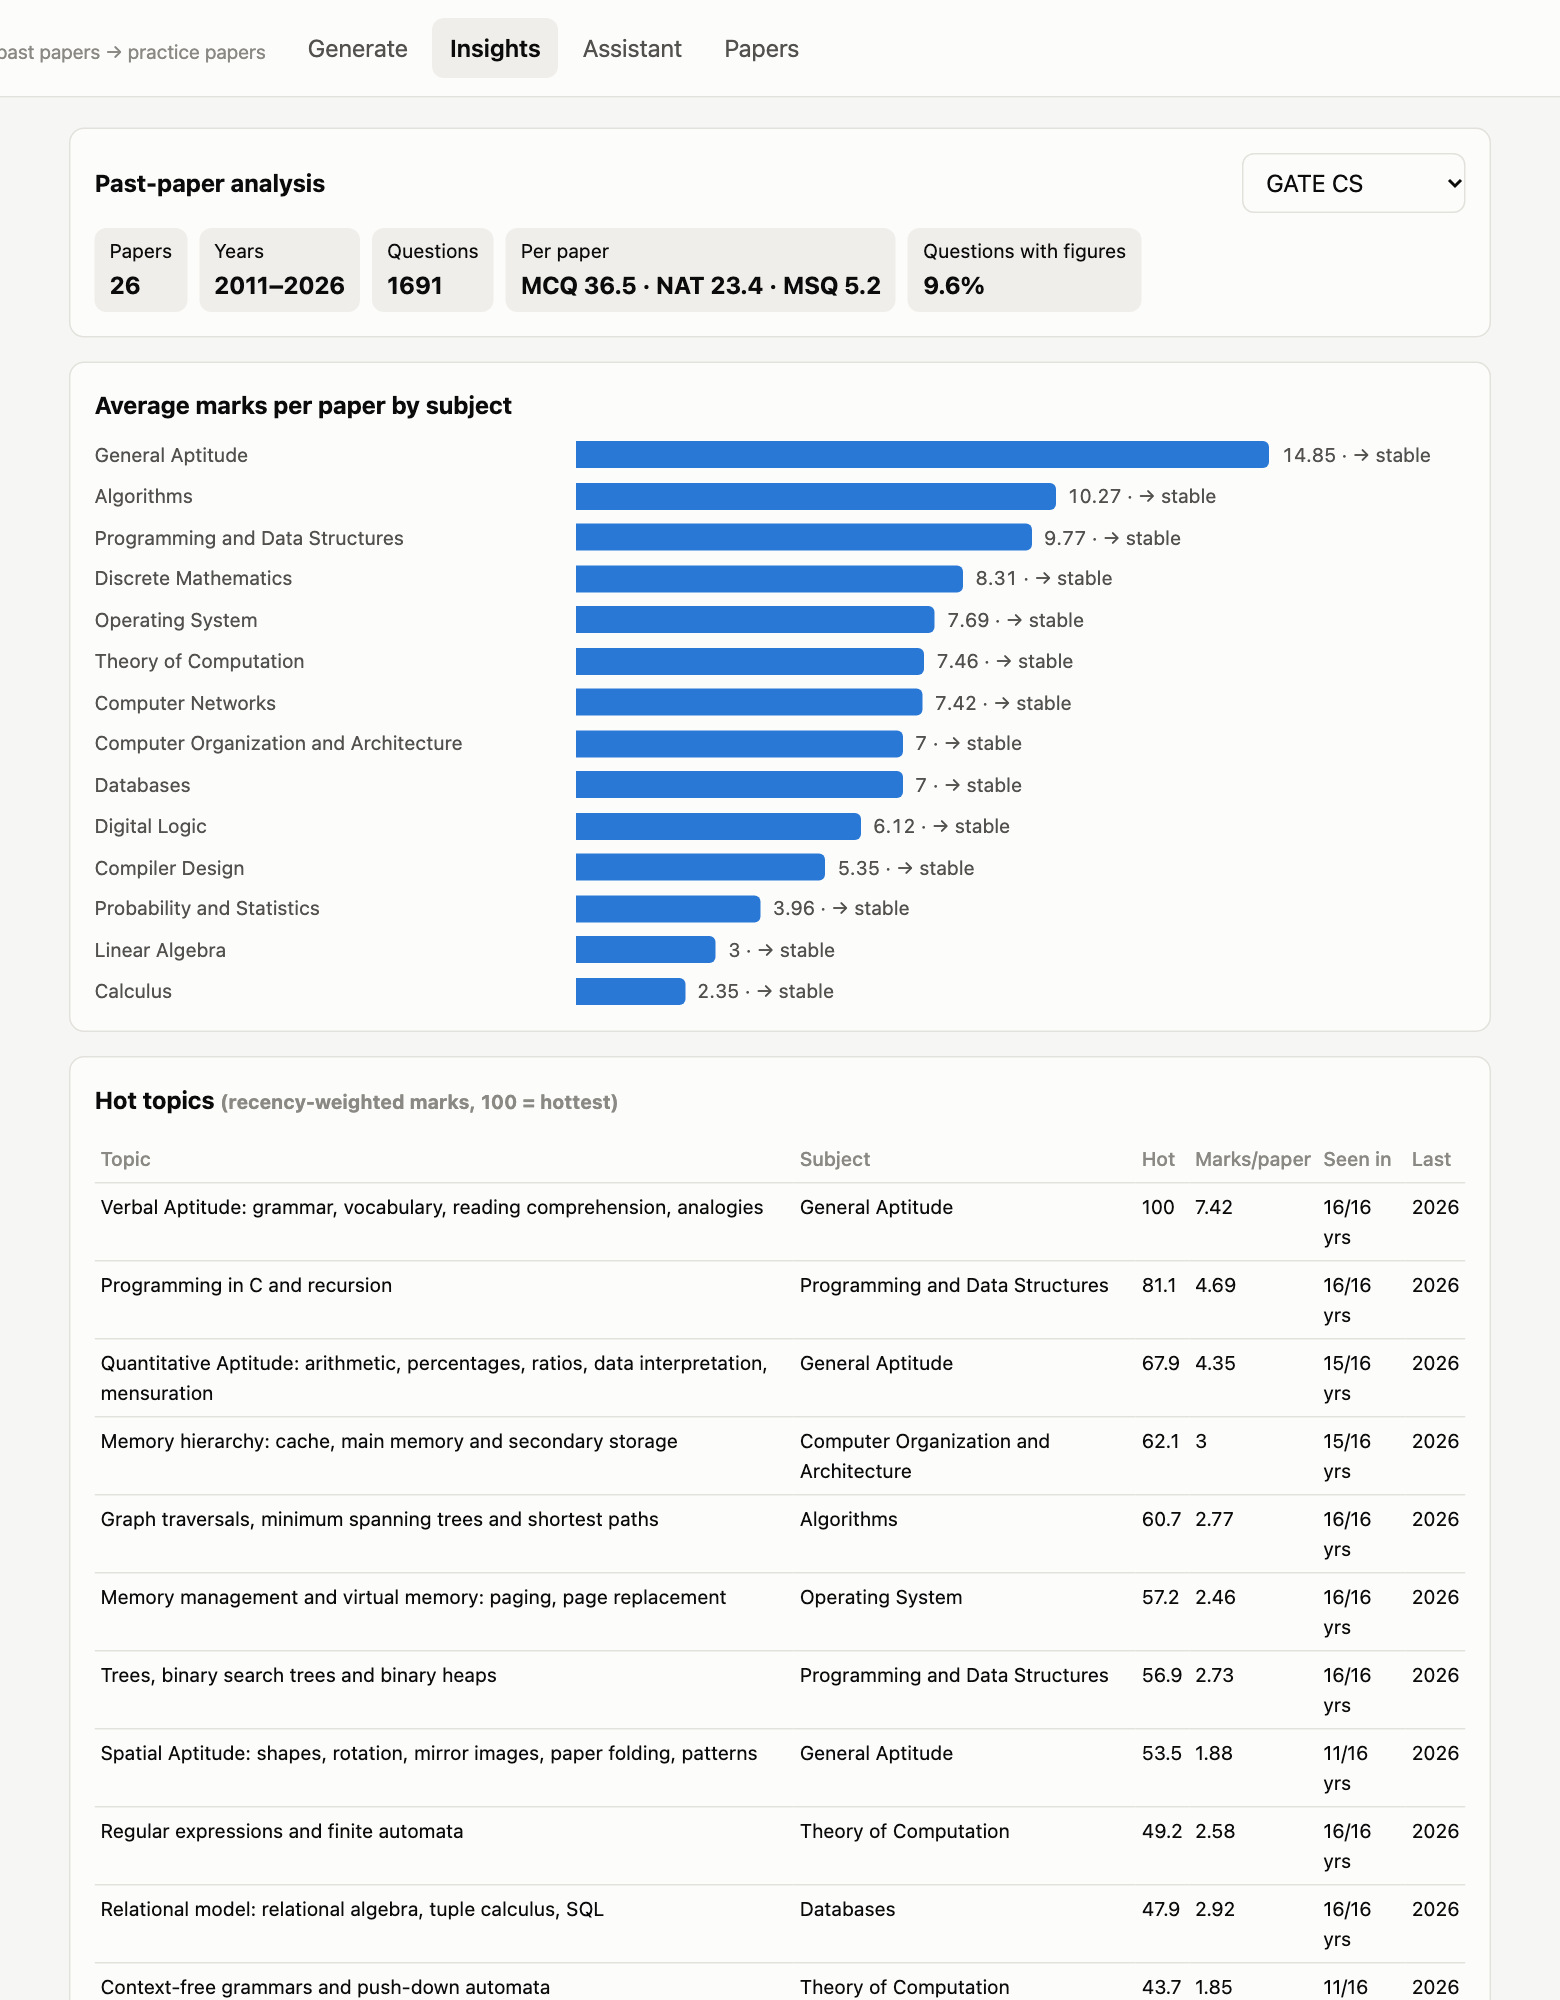 past papers → practice papers
Generate
Insights
Assistant
Papers
Past-paper analysis
GATE CS
Papers
26
Years
2011–2026
Questions
1691
Per paper
MCQ 36.5 · NAT 23.4 · MSQ 5.2
Questions with figures
9.6%
Average marks per paper by subject
General Aptitude 14.85 · → stable
Algorithms 10.27 · → stable
Programming and Data Structures 9.77 · → stable
Discrete Mathematics 8.31 · → stable
Operating System 7.69 · → stable
Theory of Computation 7.46 · → stable
Computer Networks 7.42 · → stable
Computer Organization and Architecture 7 · → stable
Databases 7 · → stable
Digital Logic 6.12 · → stable
Compiler Design 5.35 · → stable
Probability and Statistics 3.96 · → stable
Linear Algebra 3 · → stable
Calculus 2.35 · → stable
Hot topics (recency-weighted marks, 100 = hottest)
Topic Subject Hot Marks/paper Seen in Last
Verbal Aptitude: grammar, vocabulary, reading comprehension, analogies General Aptitude 100 7.42 16/16 2026
yrs
Programming in C and recursion Programming and Data Structures 81.1 4.69 16/16 2026
yrs
Quantitative Aptitude: arithmetic, percentages, ratios, data interpretation, General Aptitude 67.9 4.35 15/16 2026
mensuration yrs
Memory hierarchy: cache, main memory and secondary storage Computer Organization and 62.1 3 15/16 2026
Architecture yrs
Graph traversals, minimum spanning trees and shortest paths Algorithms 60.7 2.77 16/16 2026
yrs
Memory management and virtual memory: paging, page replacement Operating System 57.2 2.46 16/16 2026
yrs
Trees, binary search trees and binary heaps Programming and Data Structures 56.9 2.73 16/16 2026
yrs
Spatial Aptitude: shapes, rotation, mirror images, paper folding, patterns General Aptitude 53.5 1.88 11/16 2026
yrs
Regular expressions and finite automata Theory of Computation 49.2 2.58 16/16 2026
yrs
Relational model: relational algebra, tuple calculus, SQL Databases 47.9 2.92 16/16 2026
yrs
Context-free grammars and push-down automata Theory of Computation 43.7 1.85 11/16 2026